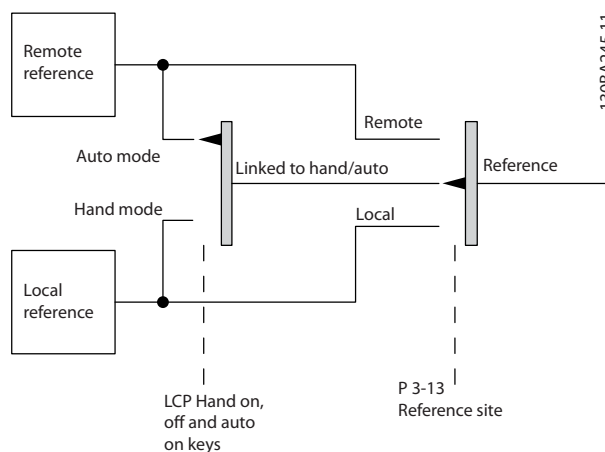 Remote
reference
Auto mode
Hand mode
Linked to hand/auto
Remote
Local
Reference
Local
reference
LCP Hand on,
off and auto
on keys
P 3-13
Reference site